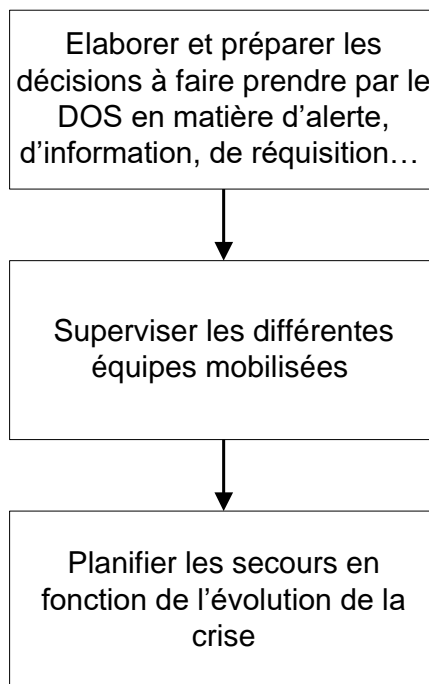 Elaborer et préparer les
décisions à faire prendre par le
DOS en matière d’alerte,
d’information, de réquisition…
Superviser les différentes
équipes mobilisées
Planifier les secours en
fonction de l’évolution de la
crise